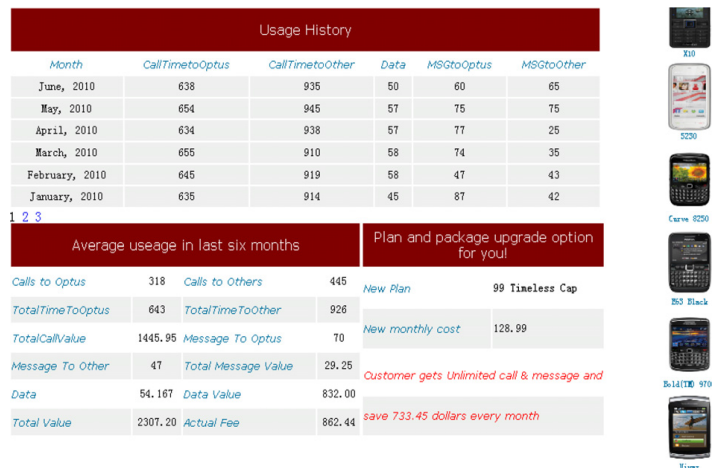 Usage History
Month CallTimetoOptus CallTimetoOther Data MSGtoOptus MSGtoOther
June, 2010 638 935 50 60 65
May, 2010 654 945 57 75 75
April, 2010 634 938 57 77 25
March, 2010 655 910 58 74 35
February, 2010 645 919 58 47 43
January, 2010 635 914 45 87 42
1 2 3
Average useage in last six months
Calls to Optus 318 Calls to Others 445
TotalTimeToOptus 643 TotalTimeToOther 926
TotalCallValue 1445.95 Message To Optus 70
Message To Other 47 Total Message Value 29.25
Data 54.167 Data Value 832.00
Total Value 2307.20 Actual Fee 862.44
Plan and package upgrade option
for you!
New Plan 99 Timeless Cap
New monthly cost 128.99
Customer gets Unlimited call & message and
save 733.45 dollars every month
X10
5230
Curve 8250
E63 Black
Bold(TM) 970